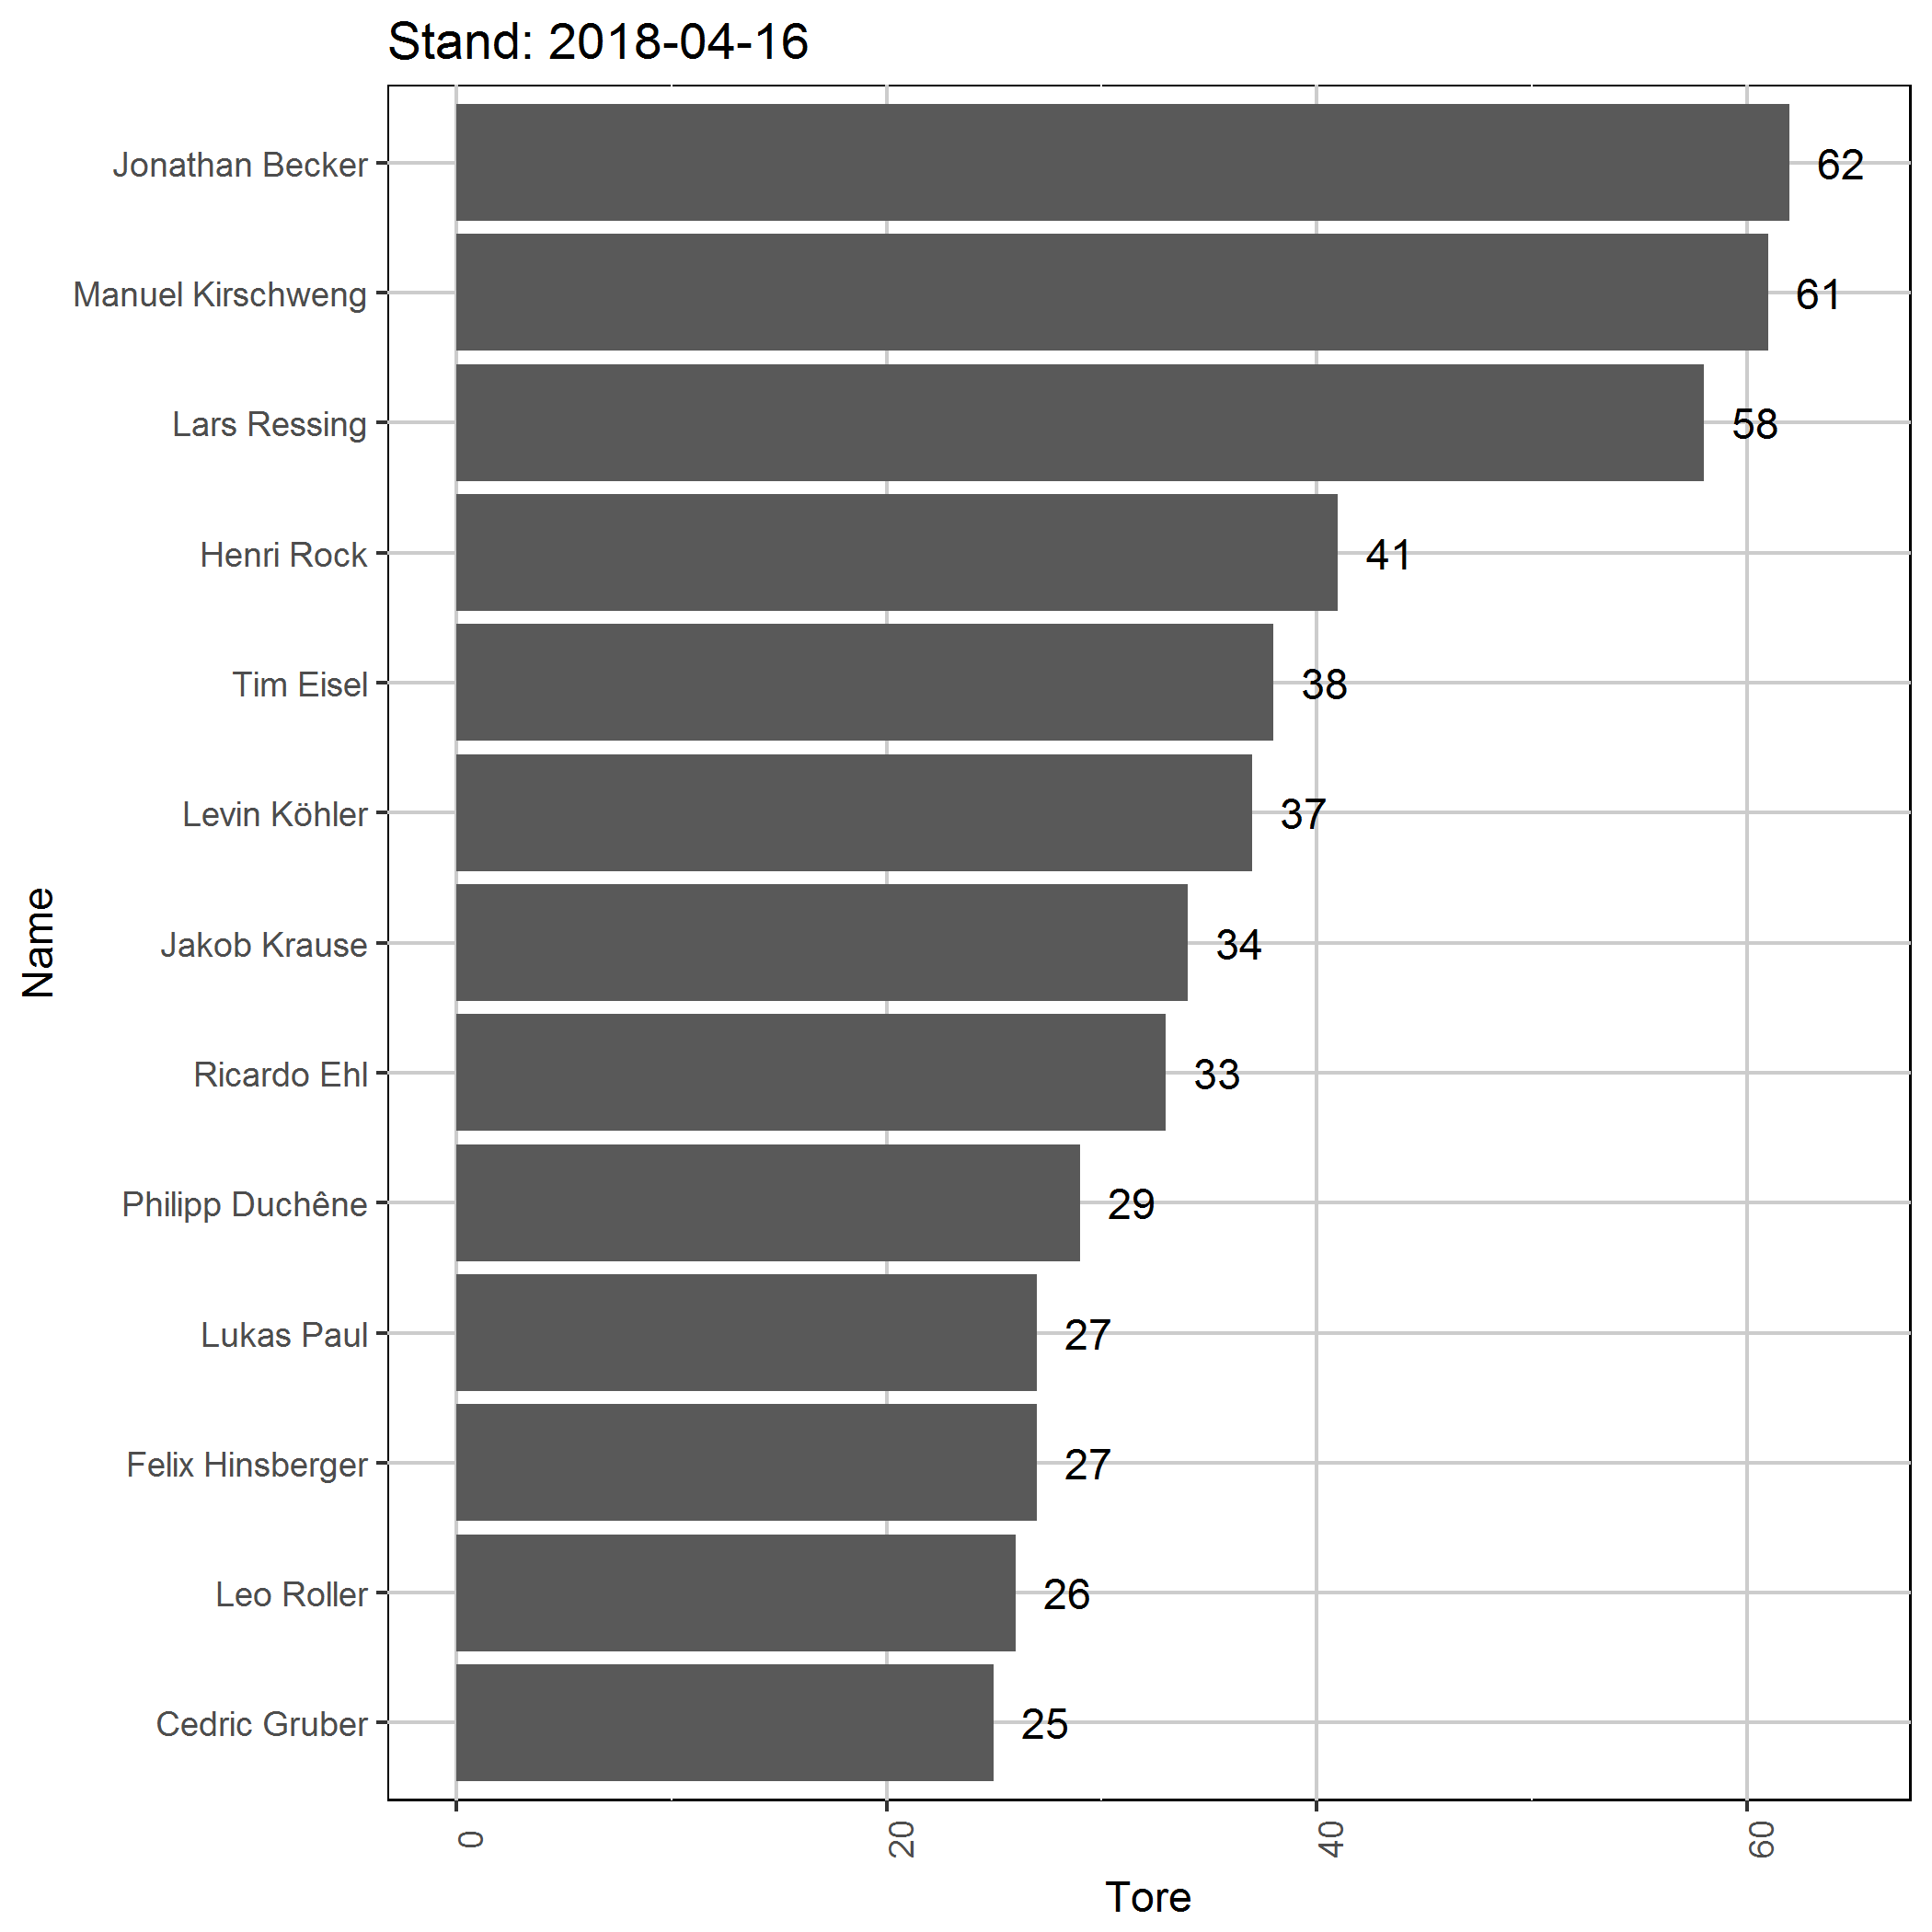 Stand: 2018-04-16
Jonathan Becker 62
Manuel Kirschweng 61
Lars Ressing 58
Henri Rock 41
Tim Eisel 38
Levin Köhler 37
Jakob Krause 34
Ricardo Ehl 33
Philipp Duchêne 29
Lukas Paul 27
Felix Hinsberger 27
Leo Roller 26
Cedric Gruber 25
Name
0 20 40 60
Tore